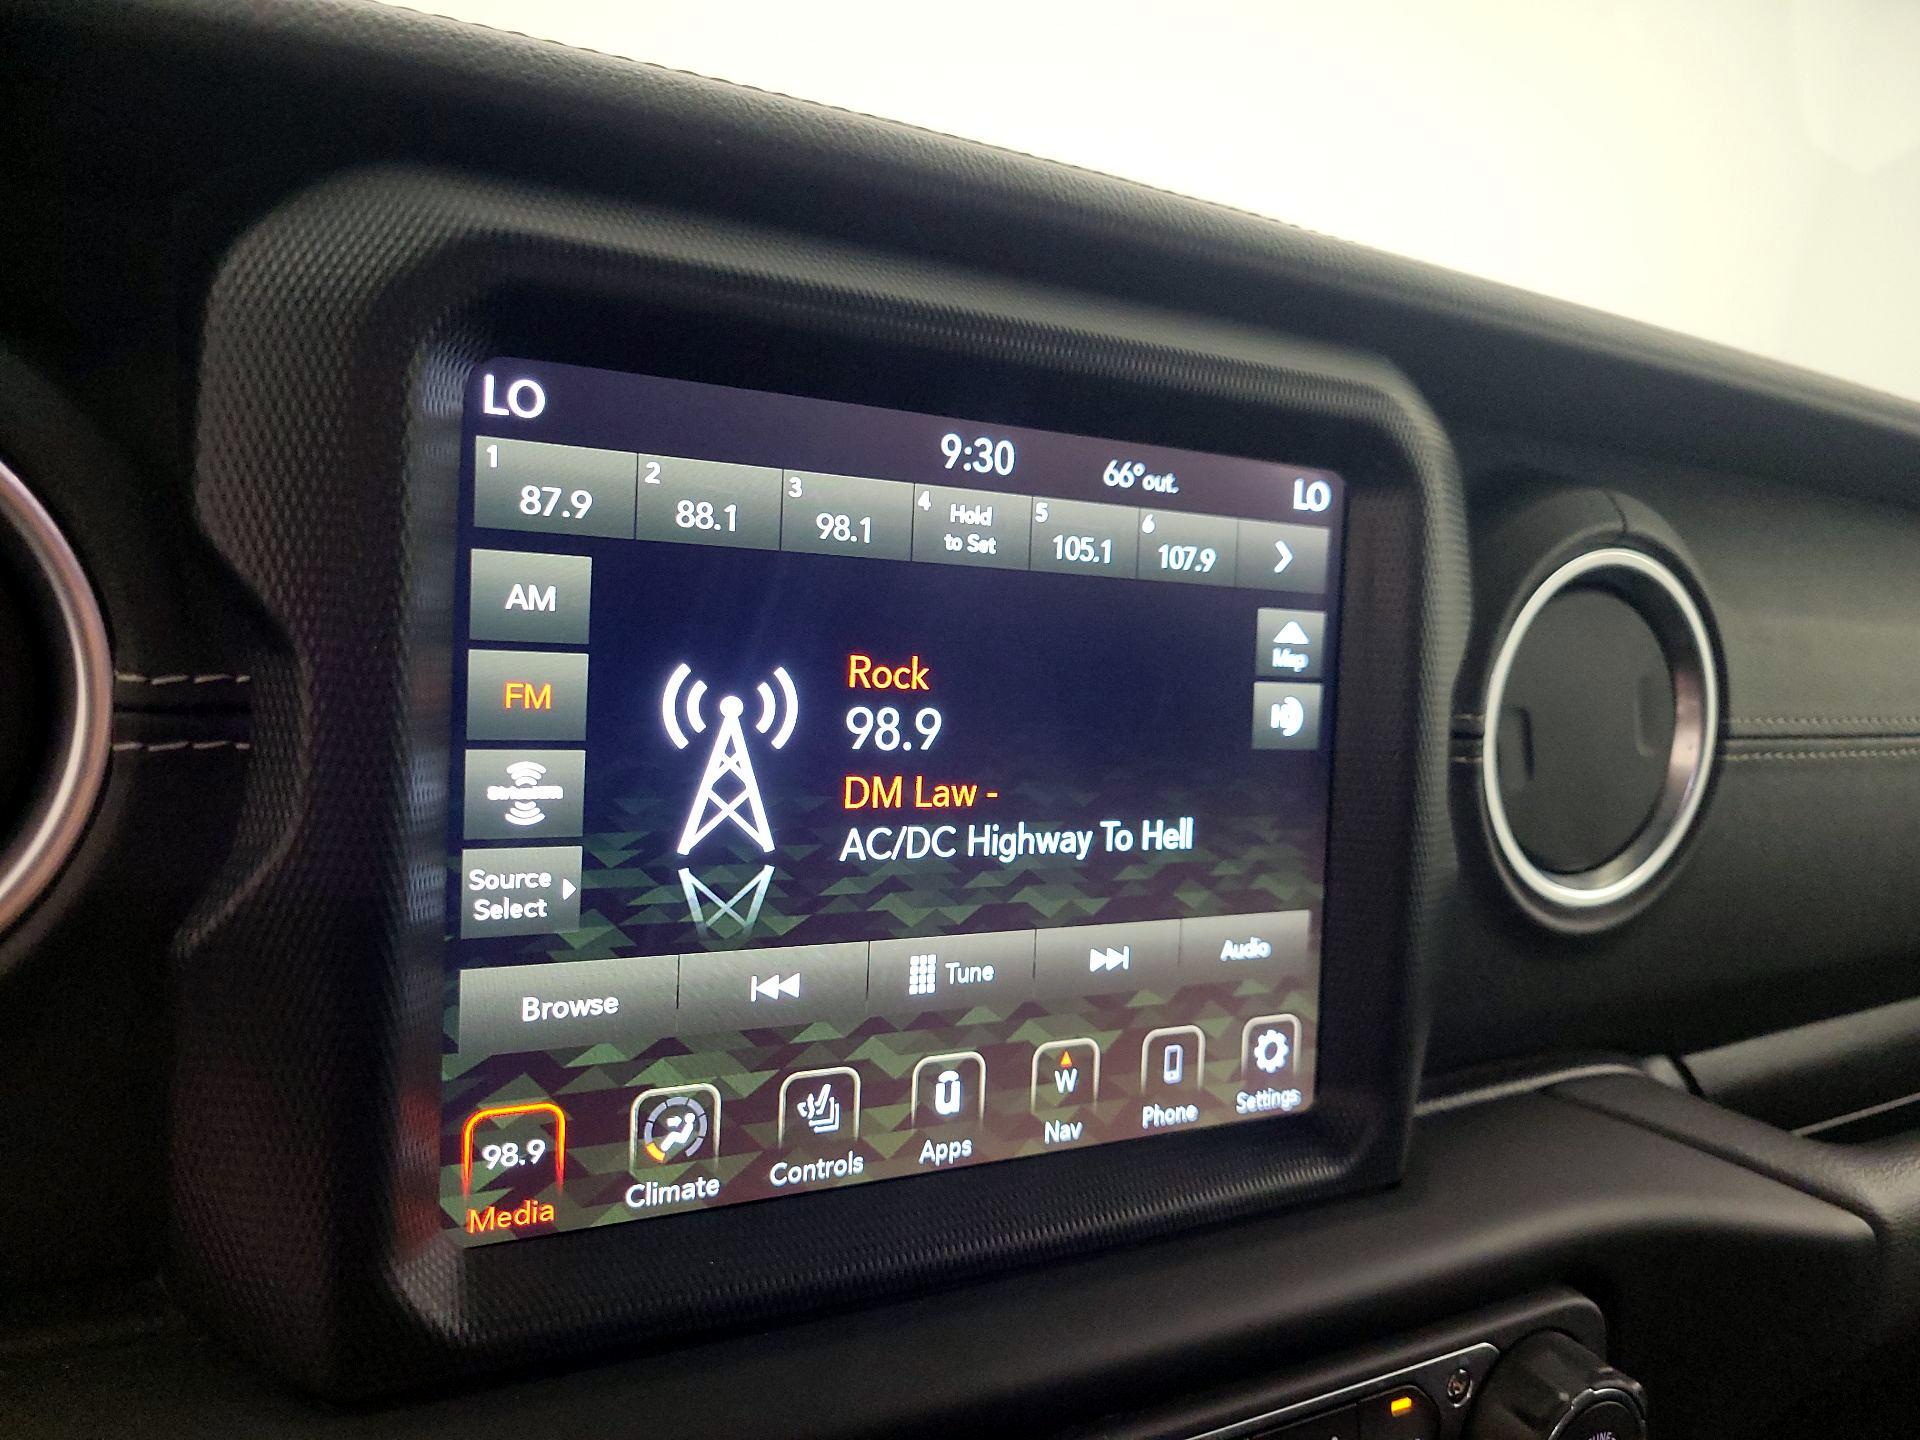 LO
9:30
66° out.
LO
1
87.9
2
88.1
3
98.1
4
Hold
to Set
5
105.1
6
107.9
AM
FM
Source
Select
Rock
98.9
DM Law -
AC/DC Highway To Hell
Map
Browse
Tune
Audio
98.9
Media
Climate
Controls
ū
Apps
W
Nav
Phone
Settings